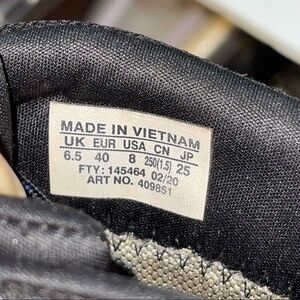 MADE IN VIETNAM
UK EUR USA CN JP
6.5 40 8 250(1.5) 25
FTY: 145464 02/20
ART NO. 409851